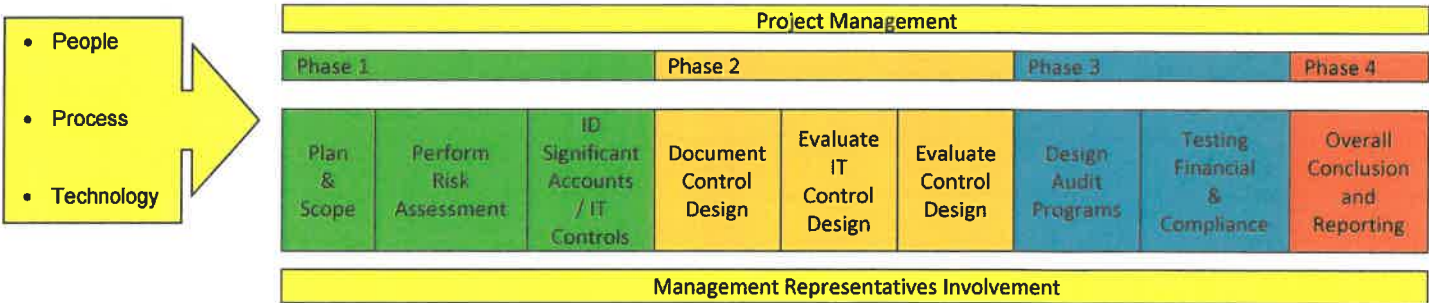 • People
• Process
• Technology
Project Management
Phase 1
Phase 2
Phase 3
Phase 4
Plan
&
Scope
Perform
Risk
Assessment
ID
Significant
Accounts
/ IT
Controls
Document
Control
Design
Evaluate
IT
Control
Design
Evaluate
Control
Design
Design
Audit
Programs
Testing
Financial
&
Compliance
Overall
Conclusion
and
Reporting
Management Representatives Involvement